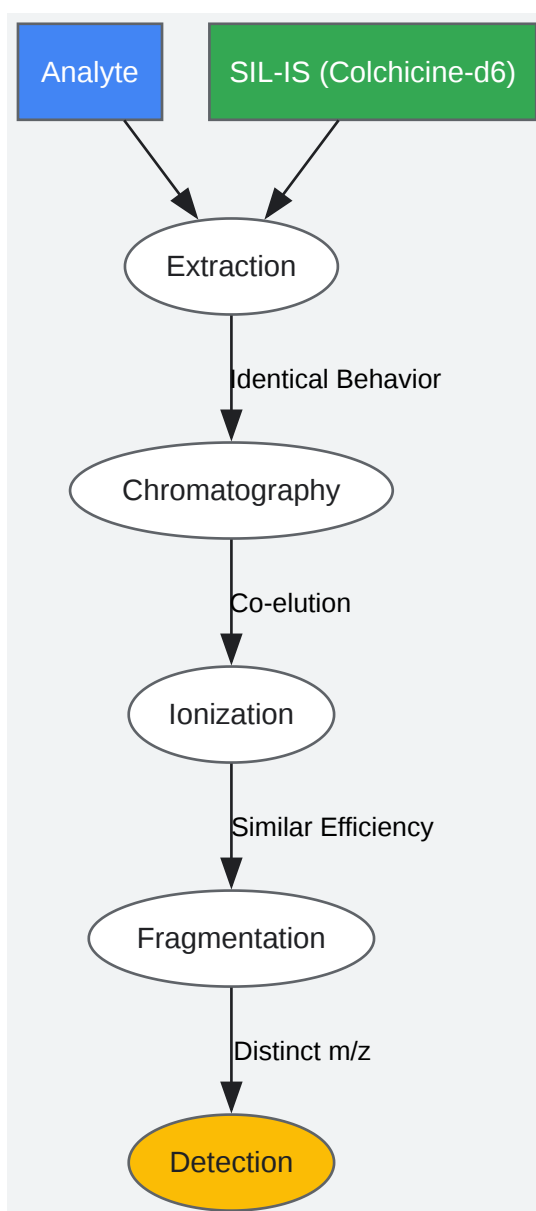 Analyte
SIL-IS (Colchicine-d6)
Extraction
Identical Behavior
Chromatography
Co-elution
Ionization
Similar Efficiency
Fragmentation
Distinct m/z
Detection